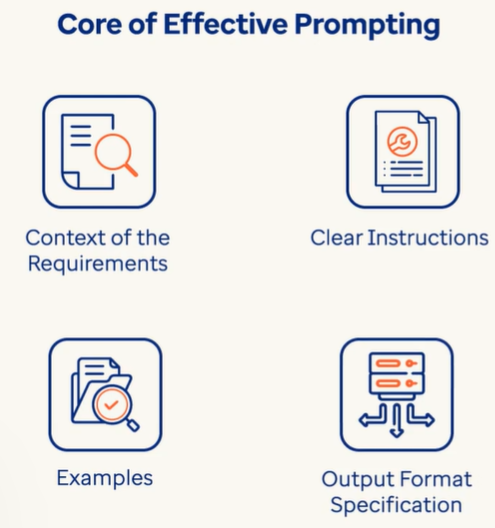 Core of Effective Prompting
Context of the
Requirements
Clear Instructions
Examples
Output Format
Specification